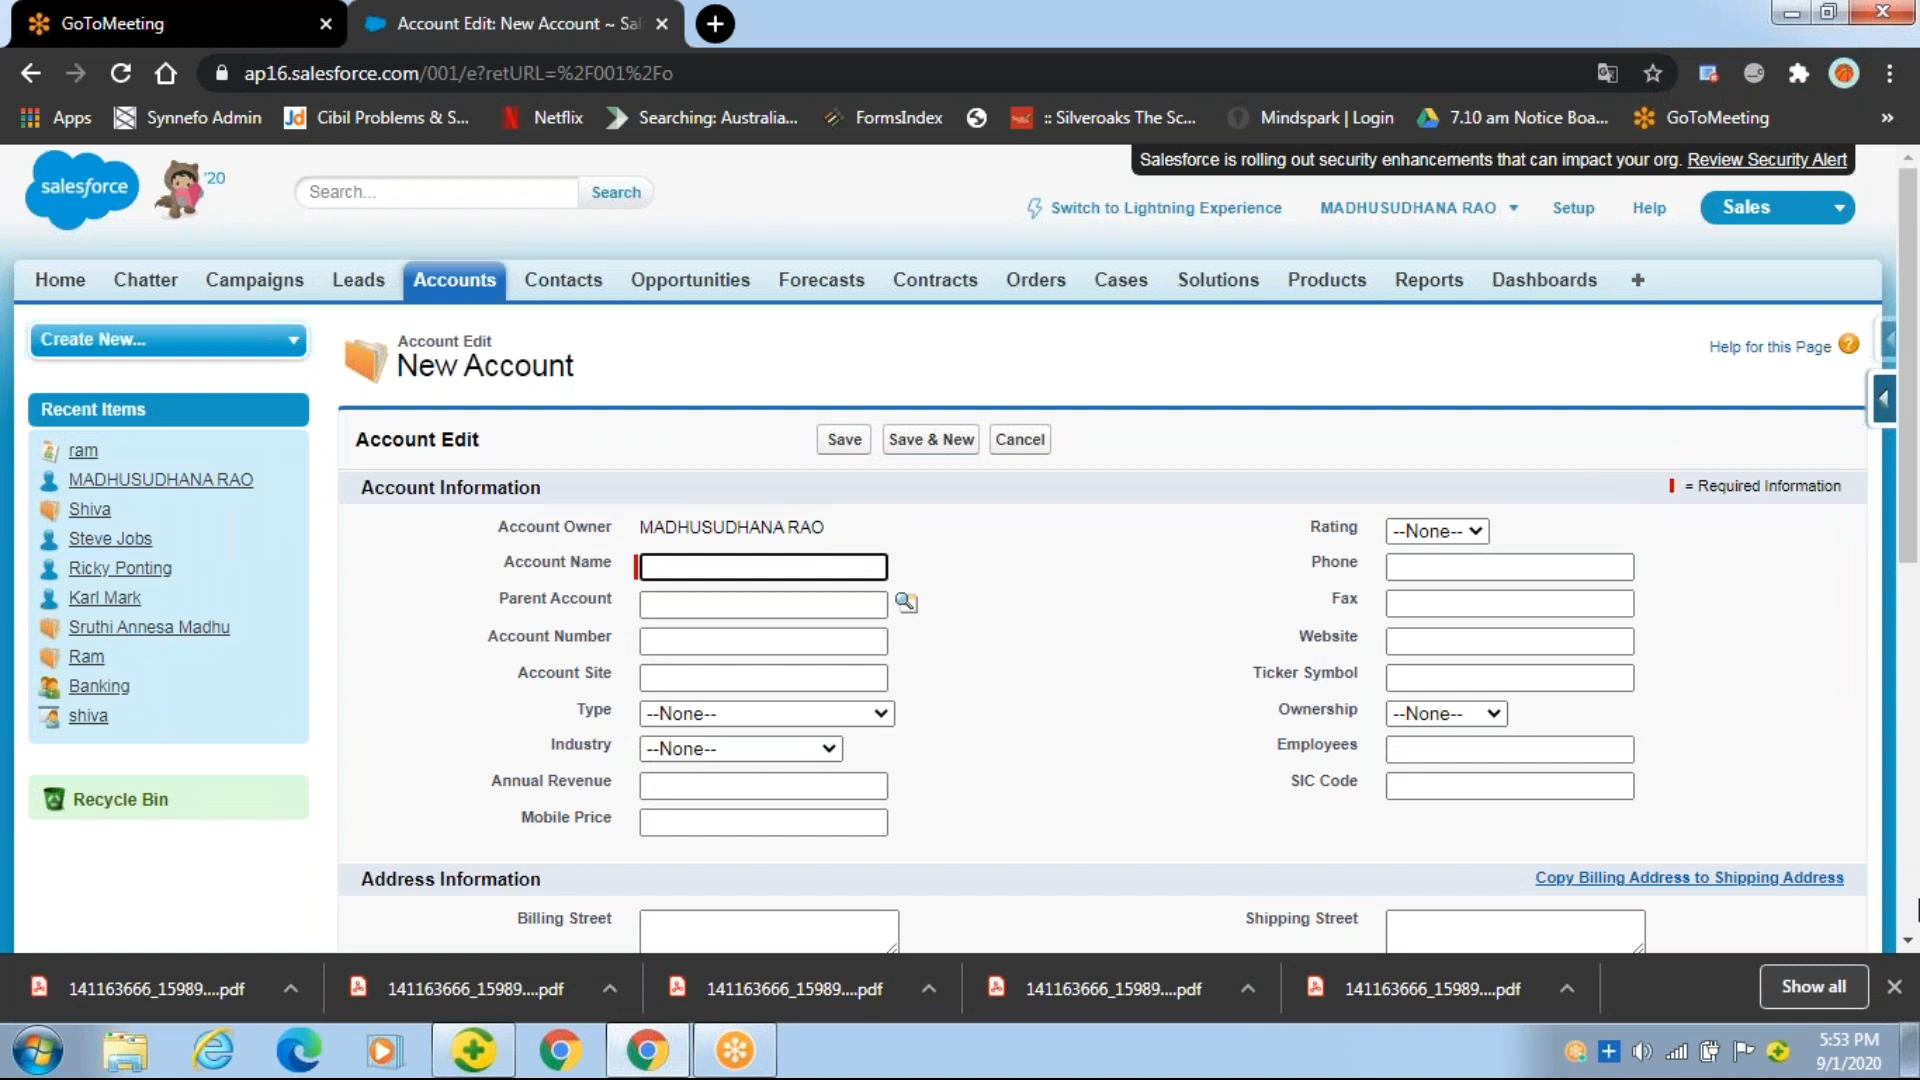 GoToMeeting
Account Edit: New Account ~ Sal
ap16.salesforce.com/001/e?retURL=%2F001%2Fo
Apps
Synnefo Admin
Jd
Cibil Problems & S...
Netflix
Searching: Australia...
FormsIndex
:: Silveroaks The Sc...
Mindspark | Login
7.10 am Notice Boa...
GoToMeeting
»
Salesforce is rolling out security enhancements that can impact your org. Review Security Alert
salesforce
'20
Search...
Search
Switch to Lightning Experience
MADHUSUDHANA RAO
Setup
Help
Sales
Home
Chatter
Campaigns
Leads
Accounts
Contacts
Opportunities
Forecasts
Contracts
Orders
Cases
Solutions
Products
Reports
Dashboards
+
Create New...
Account Edit
New Account
Help for this Page ?
Recent Items
ram
MADHUSUDHANA RAO
Shiva
Steve Jobs
Ricky Ponting
Karl Mark
Sruthi Annesa Madhu
Ram
Banking
shiva
Recycle Bin
Account Edit
Save
Save & New
Cancel
Account Information
= Required Information
Account Owner MADHUSUDHANA RAO
Rating --None--
Account Name
Phone
Parent Account
Fax
Account Number
Website
Account Site
Ticker Symbol
Type --None--
Ownership --None--
Industry --None--
Employees
Annual Revenue
SIC Code
Mobile Price
Address Information
Copy Billing Address to Shipping Address
Billing Street
Shipping Street
141163666_15989....pdf
141163666_15989....pdf
141163666_15989....pdf
141163666_15989....pdf
141163666_15989....pdf
Show all
5:53 PM
9/1/2020